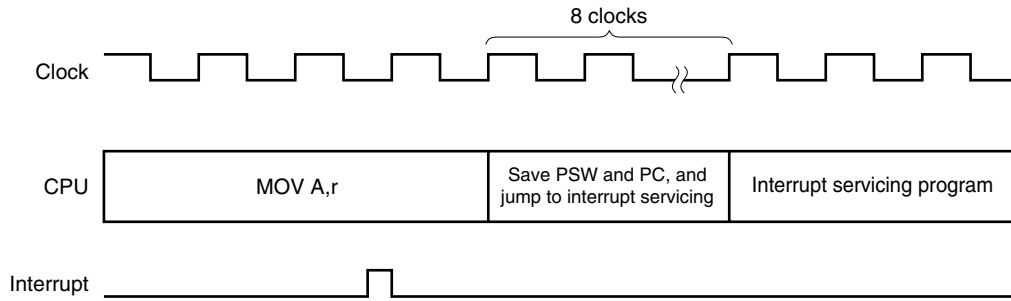 8 clocks
Clock
CPU
MOV A,r
Save PSW and PC, and
jump to interrupt servicing
Interrupt servicing program
Interrupt